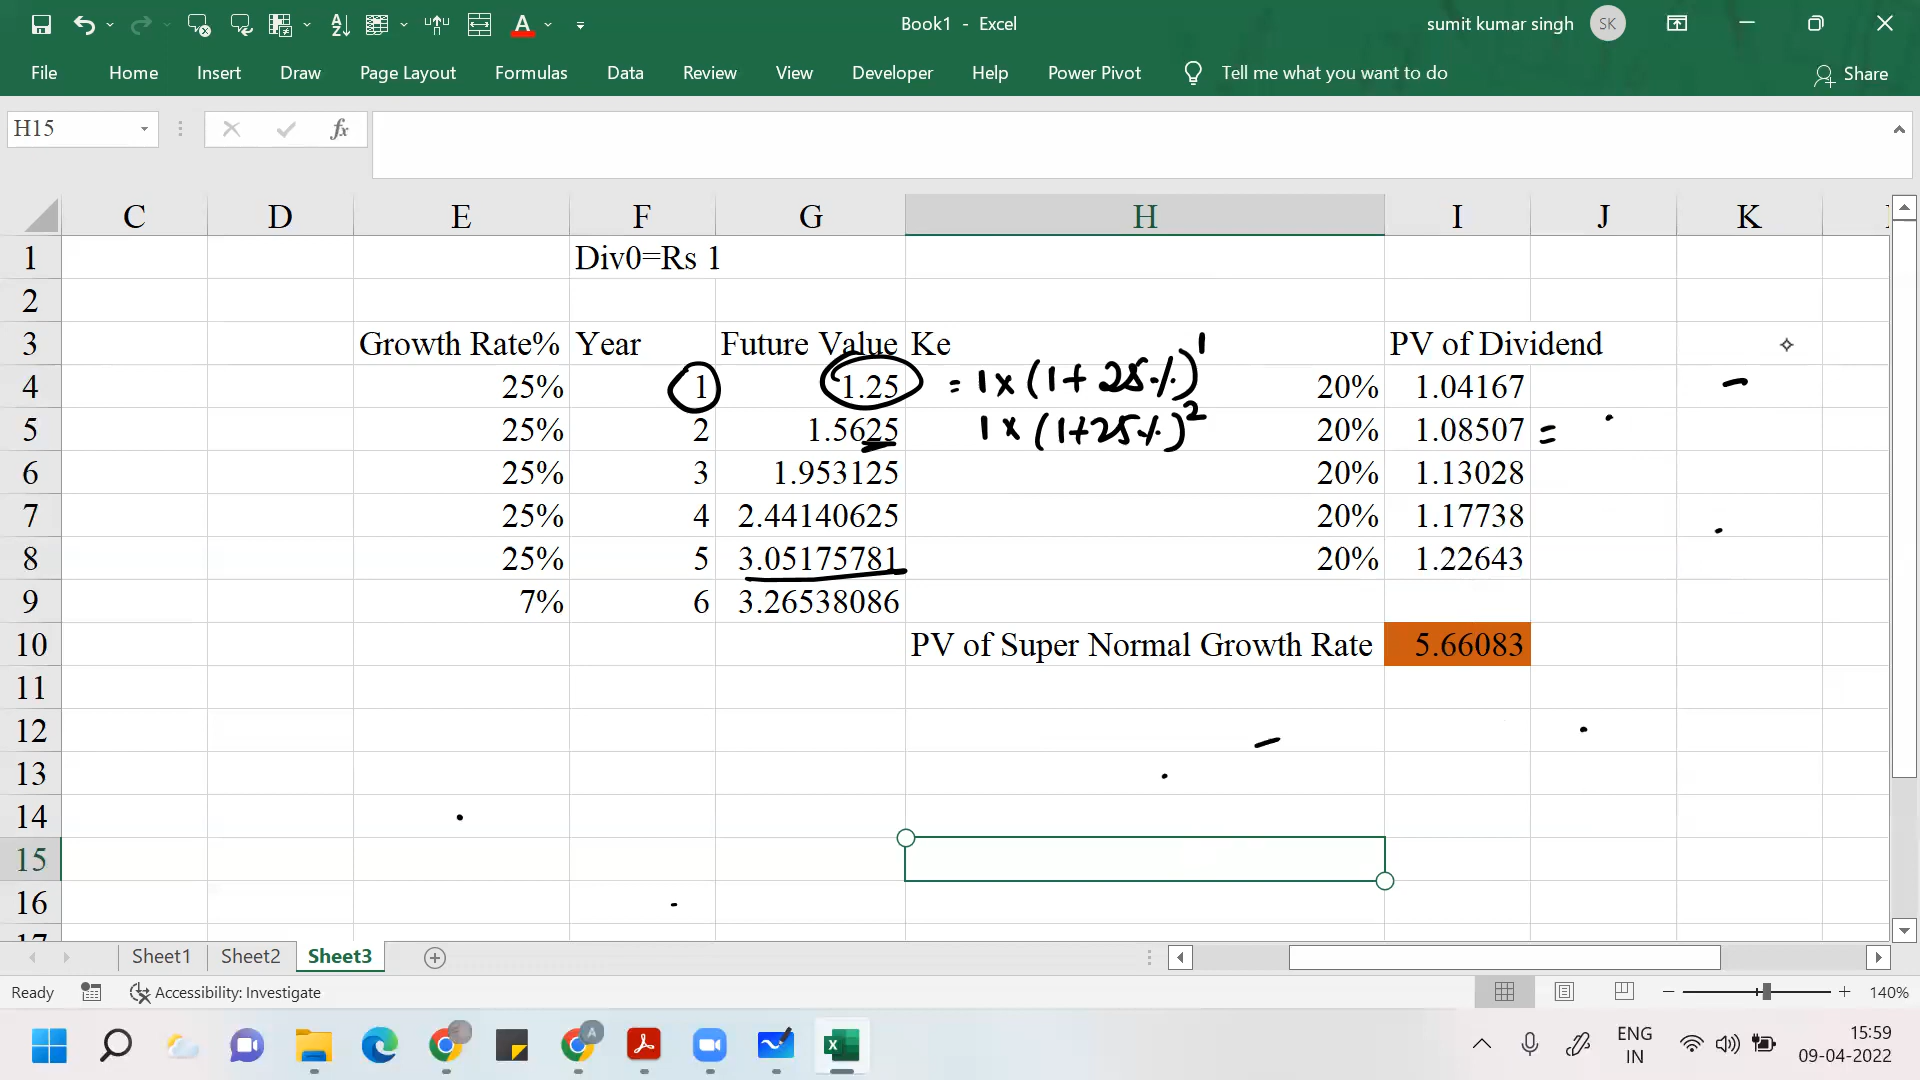 Book1 - Excel
sumit kumar singh
SK
File Home Insert Draw Page Layout Formulas Data Review View Developer Help Power Pivot Tell me what you want to do Share
H15
fx
C D E F G H I J K
1 Div0=Rs 1
2
3 Growth Rate% Year Future Value Ke PV of Dividend
4 25% 1 1.25 = 1 x (1 + 25%)^1 20% 1.04167
5 25% 2 1.5625 1 x (1+25%)^2 20% 1.08507 =
6 25% 3 1.953125 20% 1.13028
7 25% 4 2.44140625 20% 1.17738
8 25% 5 3.05175781 20% 1.22643
9 7% 6 3.26538086
10 PV of Super Normal Growth Rate 5.66083
11
12
13
14
15
16
17
Sheet1 Sheet2 Sheet3
Ready Accessibility: Investigate 140%
ENG
IN
15:59
09-04-2022